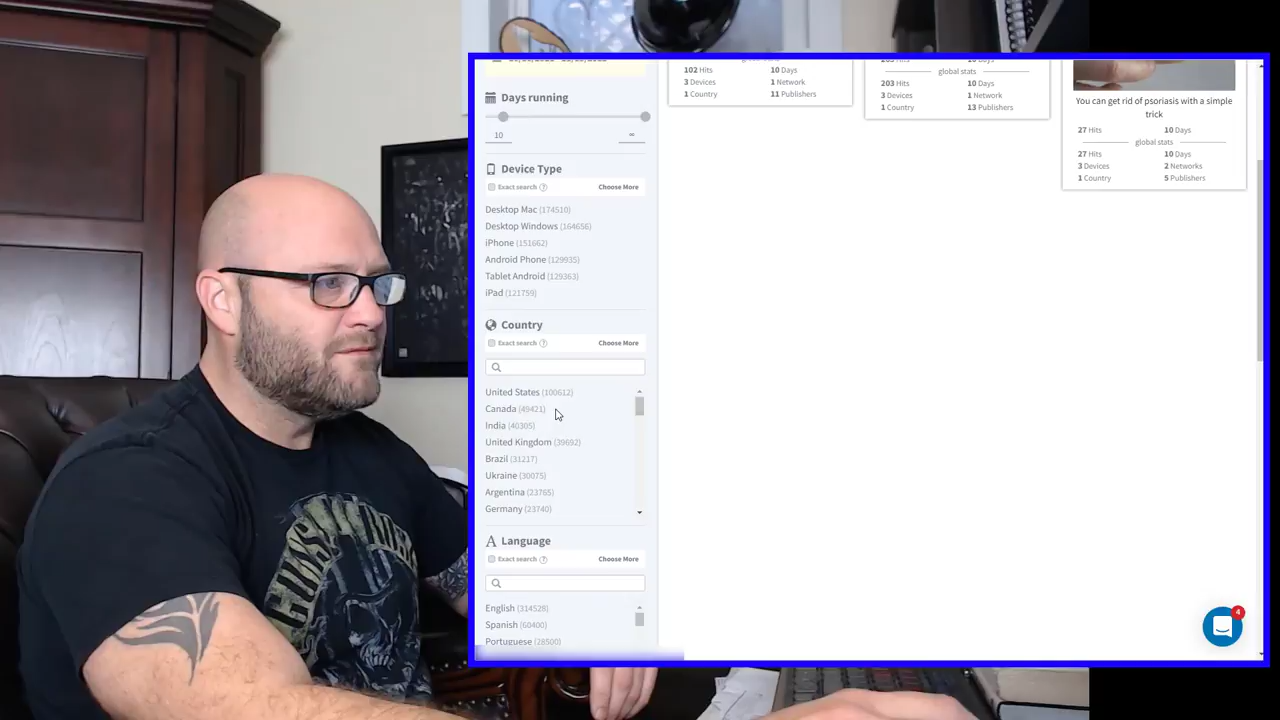 Days running
10
∞
Device Type
Exact search ?
Choose More
Desktop Mac (174510)
Desktop Windows (164656)
iPhone (151662)
Android Phone (129935)
Tablet Android (129363)
iPad (121759)
Country
Exact search ?
Choose More
United States (100612)
Canada (49421)
India (40305)
United Kingdom (39692)
Brazil (31217)
Ukraine (30075)
Argentina (23765)
Germany (23740)
Language
Exact search ?
Choose More
English (314528)
Spanish (60400)
Portuguese (28500)
102 Hits
10 Days
3 Devices
1 Network
1 Country
11 Publishers
global stats
203 Hits
10 Days
3 Devices
1 Network
1 Country
13 Publishers
You can get rid of psoriasis with a simple
trick
27 Hits
10 Days
global stats
27 Hits
10 Days
3 Devices
2 Networks
1 Country
5 Publishers
4